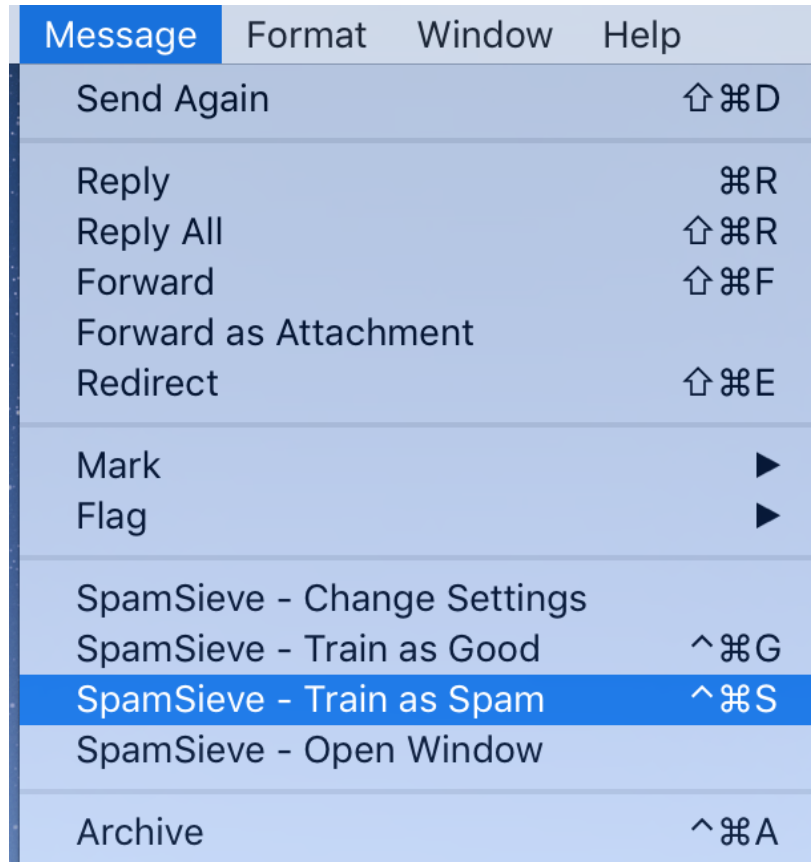 Message Format Window Help
Send Again ⇧⌘D
Reply ⌘R
Reply All ⇧⌘R
Forward ⇧⌘F
Forward as Attachment
Redirect ⇧⌘E
Mark ▶
Flag ▶
SpamSieve - Change Settings
SpamSieve - Train as Good ^⌘G
SpamSieve - Train as Spam ^⌘S
SpamSieve - Open Window
Archive ^⌘A